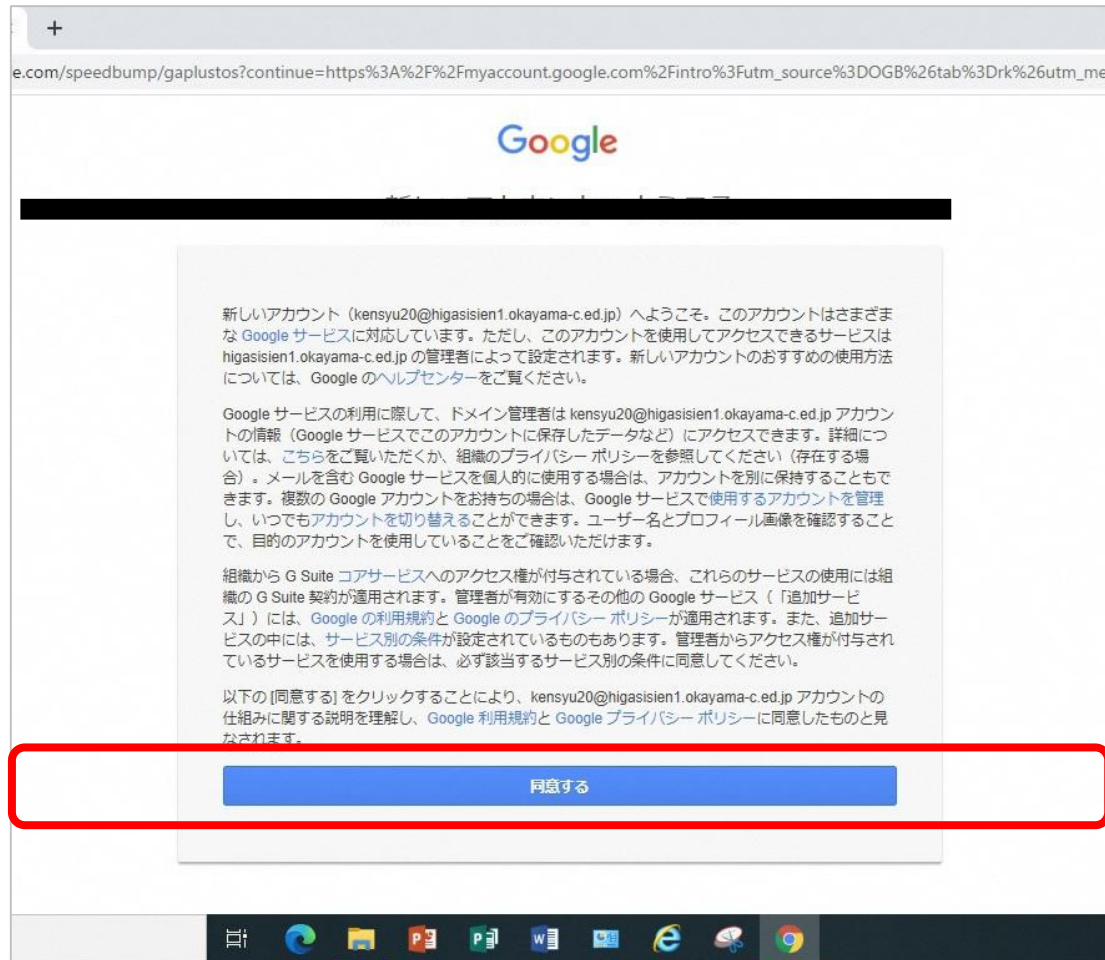 +
e.com/speedbump/gaplustos?continue=https%3A%2F%2Fmyaccount.google.com%2Fintro%3Futm_source%3DOGB%26tab%3Drk%26utm_me
Google
新しいアカウント（kensyu20@higasisien1.okayama-c.ed.jp）へようこそ。このアカウントはさまざま
な Google サービスに対応しています。ただし、このアカウントを使用してアクセスできるサービスは
higasisien1.okayama-c.ed.jp の管理者によって設定されます。新しいアカウントのおすすめの使用方法
については、Google のヘルプセンターをご覧ください。
Google サービスの利用に際して、ドメイン管理者は kensyu20@higasisien1.okayama-c.ed.jp アカウン
トの情報（Google サービスでこのアカウントに保存したデータなど）にアクセスできます。詳細につ
いては、こちらをご覧いただくか、組織のプライバシー ポリシーを参照してください（存在する場
合）。メールを含む Google サービスを個人的に使用する場合は、アカウントを別に保持することもで
きます。複数の Google アカウントをお持ちの場合は、Google サービスで使用するアカウントを管理
し、いつでもアカウントを切り替えることができます。ユーザー名とプロフィール画像を確認すること
で、目的のアカウントを使用していることをご確認いただけます。
組織から G Suite コアサービスへのアクセス権が付与されている場合、これらのサービスの使用には組
織の G Suite 契約が適用されます。管理者が有効にするその他の Google サービス（「追加サービ
ス」）には、Google の利用規約と Google のプライバシー ポリシーが適用されます。また、追加サー
ビスの中には、サービス別の条件が設定されているものもあります。管理者からアクセス権が付与され
ているサービスを使用する場合は、必ず該当するサービス別の条件に同意してください。
以下の [同意する] をクリックすることにより、kensyu20@higasisien1.okayama-c.ed.jp アカウントの
仕組みに関する説明を理解し、Google 利用規約と Google プライバシー ポリシーに同意したものと見
なされます。
同意する